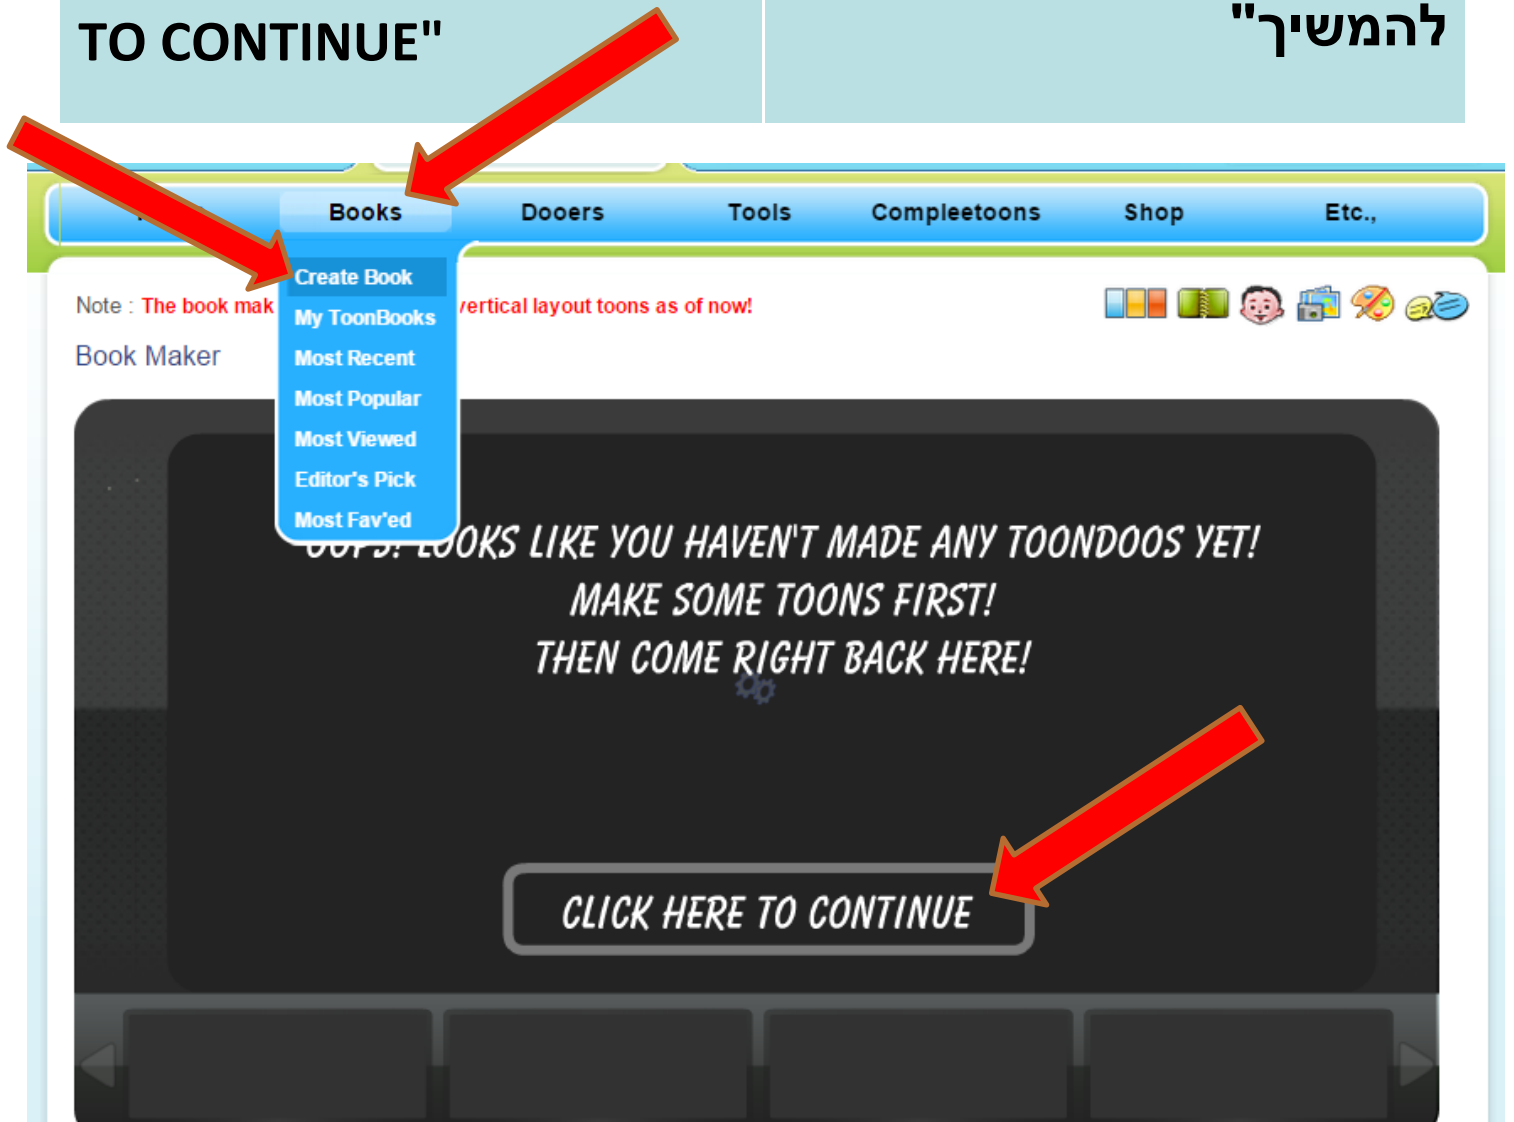 TO CONTINUE"
להמשיך"
Books Dooers Tools Compleetoons Shop Etc.,
Create Book
My ToonBooks
Most Recent
Most Popular
Most Viewed
Editor's Pick
Most Fav'ed
Note : The book mak vertical layout toons as of now!
Book Maker
OOPS! LOOKS LIKE YOU HAVEN'T MADE ANY TOONDOOS YET!
MAKE SOME TOONS FIRST!
THEN COME RIGHT BACK HERE!
CLICK HERE TO CONTINUE